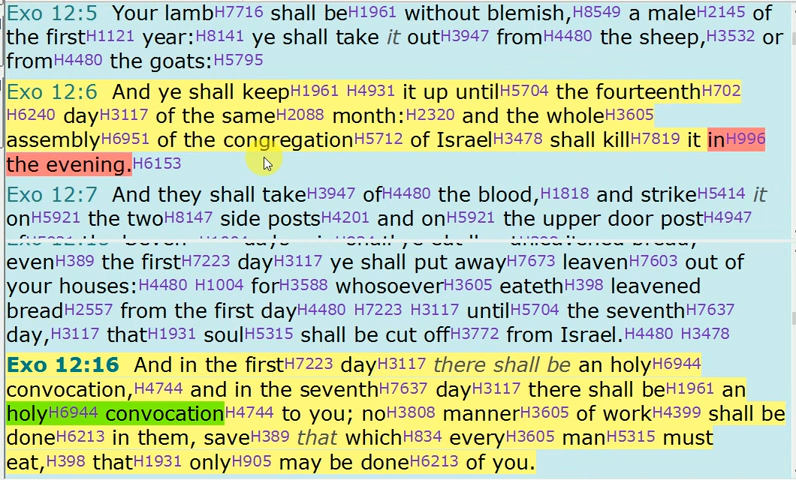 Exo 12:5 Your lambH7716 shall beH1961 without blemish,H8549 a maleH2145 of
the firstH1121 year:H8141 ye shall take it outH3947 fromH4480 the sheep,H3532 or
fromH4480 the goats:H5795
Exo 12:6 And ye shall keepH1961 H4931 it up untilH5704 the fourteenthH702
H6240 dayH3117 of the sameH2088 month:H2320 and the wholeH3605
assemblyH6951 of the congregationH5712 of IsraelH3478 shall killH7819 it inH996
the evening.H6153
Exo 12:7 And they shall takeH3947 ofH4480 the blood,H1818 and strikeH5414 it
onH5921 the twoH8147 side postsH4201 and onH5921 the upper door postH4947
evenH389 the firstH7223 dayH3117 ye shall put awayH7673 leavenH7603 out of
your houses:H4480 H1004 forH3588 whosoeverH3605 eatethH398 leavened
breadH2557 from the first dayH4480 H7223 H3117 untilH5704 the seventhH7637
day,H3117 thatH1931 soulH5315 shall be cut offH3772 from Israel.H4480 H3478
Exo 12:16 And in the firstH7223 dayH3117 there shall be an holyH6944
convocation,H4744 and in the seventhH7637 dayH3117 there shall beH1961 an
holyH6944 convocationH4744 to you; noH3808 mannerH3605 of workH4399 shall be
doneH6213 in them, saveH389 that whichH834 everyH3605 manH5315 must
eat,H398 thatH1931 onlyH905 may be doneH6213 of you.